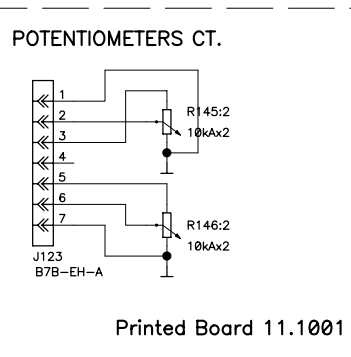 POTENTIOMETERS CT.
1
2
3
4
5
6
7
R145:2
10kAx2
R146:2
10kAx2
J123
B7B-EH-A
Printed Board 11.1001